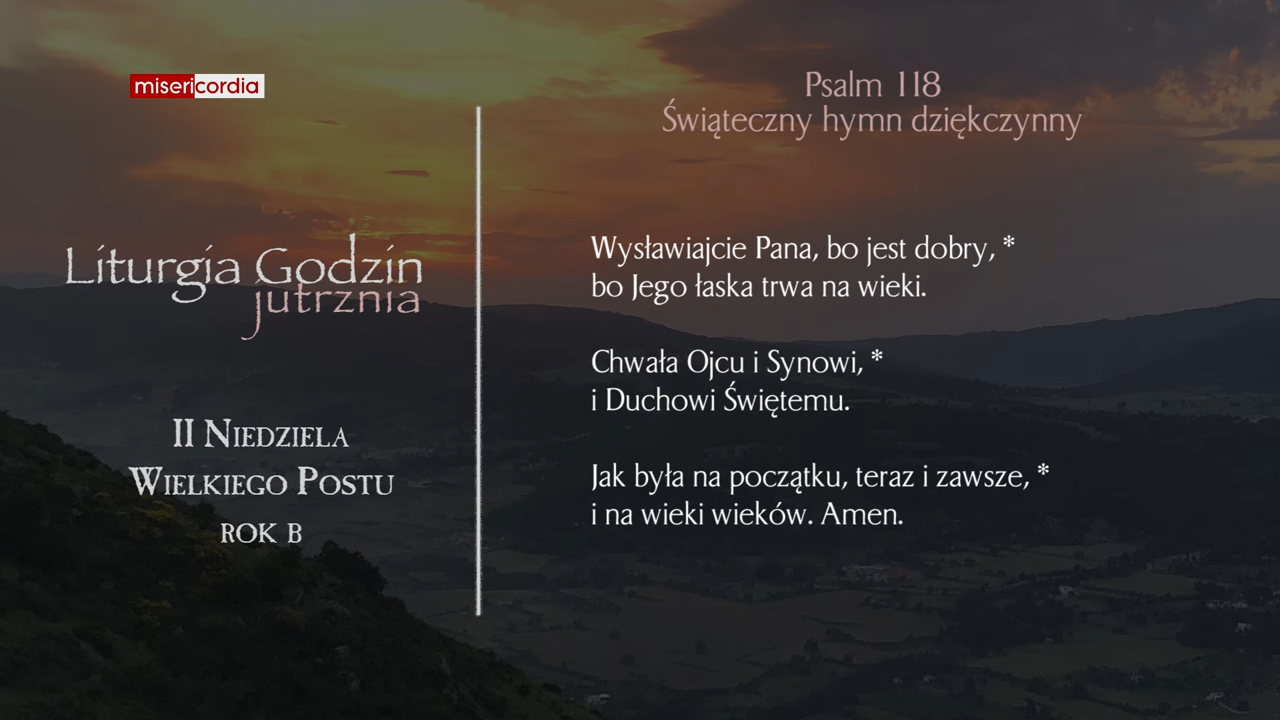 misericordia
Liturgia Godzin
jutrznia
II Niedziela
Wielkiego Postu
rok B
Psalm 118
Świąteczny hymn dziękczynny
Wysławiajcie Pana, bo jest dobry, *
bo Jego łaska trwa na wieki.
Chwała Ojcu i Synowi, *
i Duchowi Świętemu.
Jak była na początku, teraz i zawsze, *
i na wieki wieków. Amen.